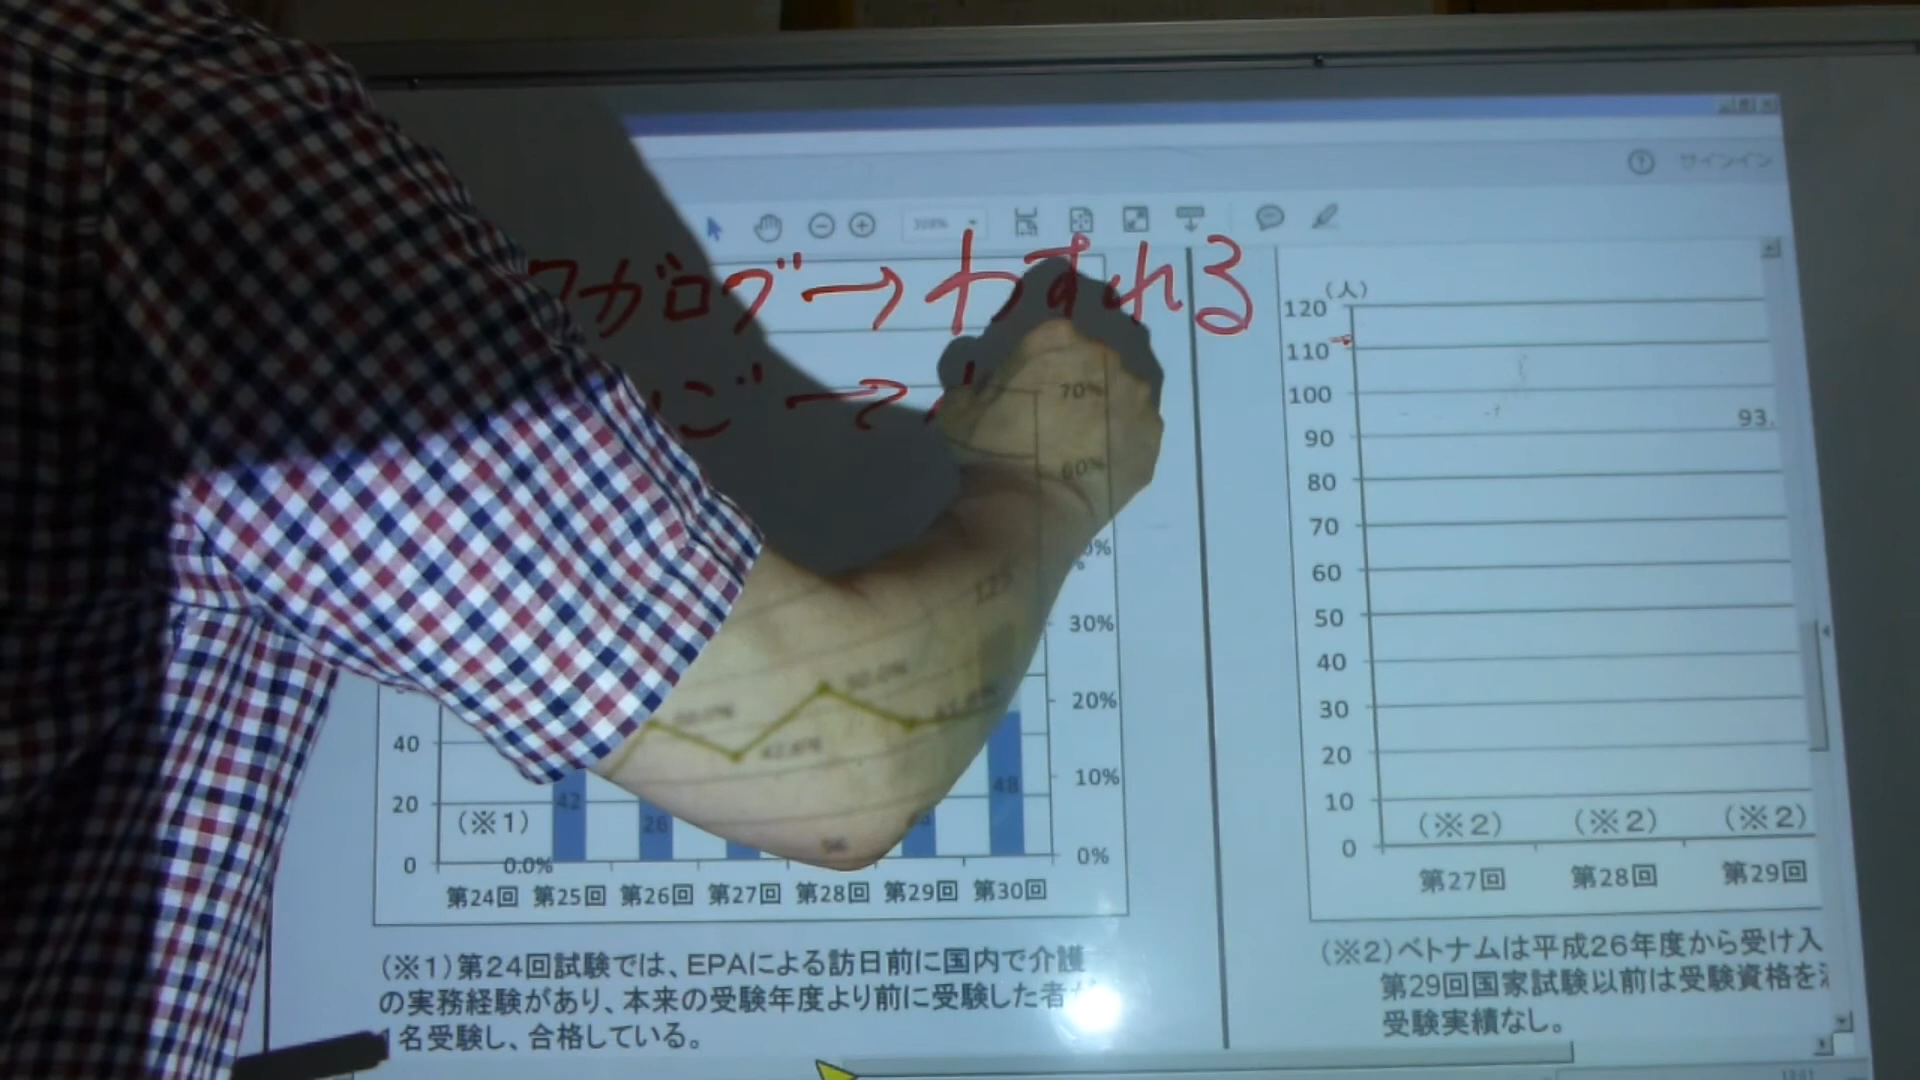 サインイン
タガログ→わすれる
ご→
(人)
120
110
100
90
80
70
60
50
40
30
20
10
0
93.
(※2) (※2) (※2)
第27回 第28回 第29回
70%
60%
30%
20%
10%
0%
40
20
0
(※1)
0.0%
42
26
48
第24回 第25回 第26回 第27回 第28回 第29回 第30回
(※1)第24回試験では、EPAによる訪日前に国内で介護
の実務経験があり、本来の受験年度より前に受験した者が
1名受験し、合格している。
(※2)ベトナムは平成26年度から受け入
第29回国家試験以前は受験資格を
受験実績なし。